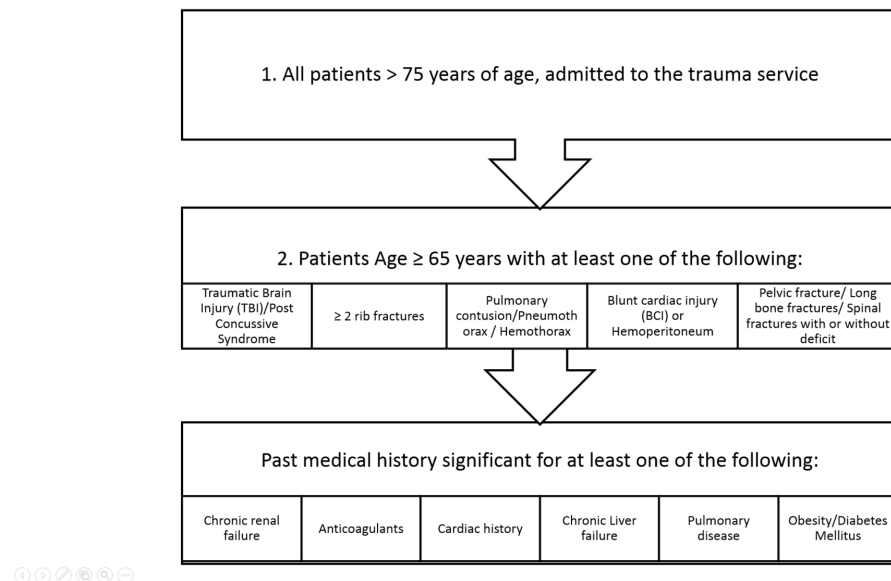 1. All patients > 75 years of age, admitted to the trauma service
2. Patients Age ≥ 65 years with at least one of the following:
Traumatic Brain
Injury (TBI)/Post
Concussive
Syndrome
≥ 2 rib fractures
Pulmonary
contusion/Pneumoth
orax / Hemothorax
Blunt cardiac injury
(BCI) or
Hemoperitoneum
Pelvic fracture/ Long
bone fractures/ Spinal
fractures with or without
deficit
Past medical history significant for at least one of the following:
Chronic renal
failure
Anticoagulants
Cardiac history
Chronic Liver
failure
Pulmonary
disease
Obesity/Diabetes
Mellitus